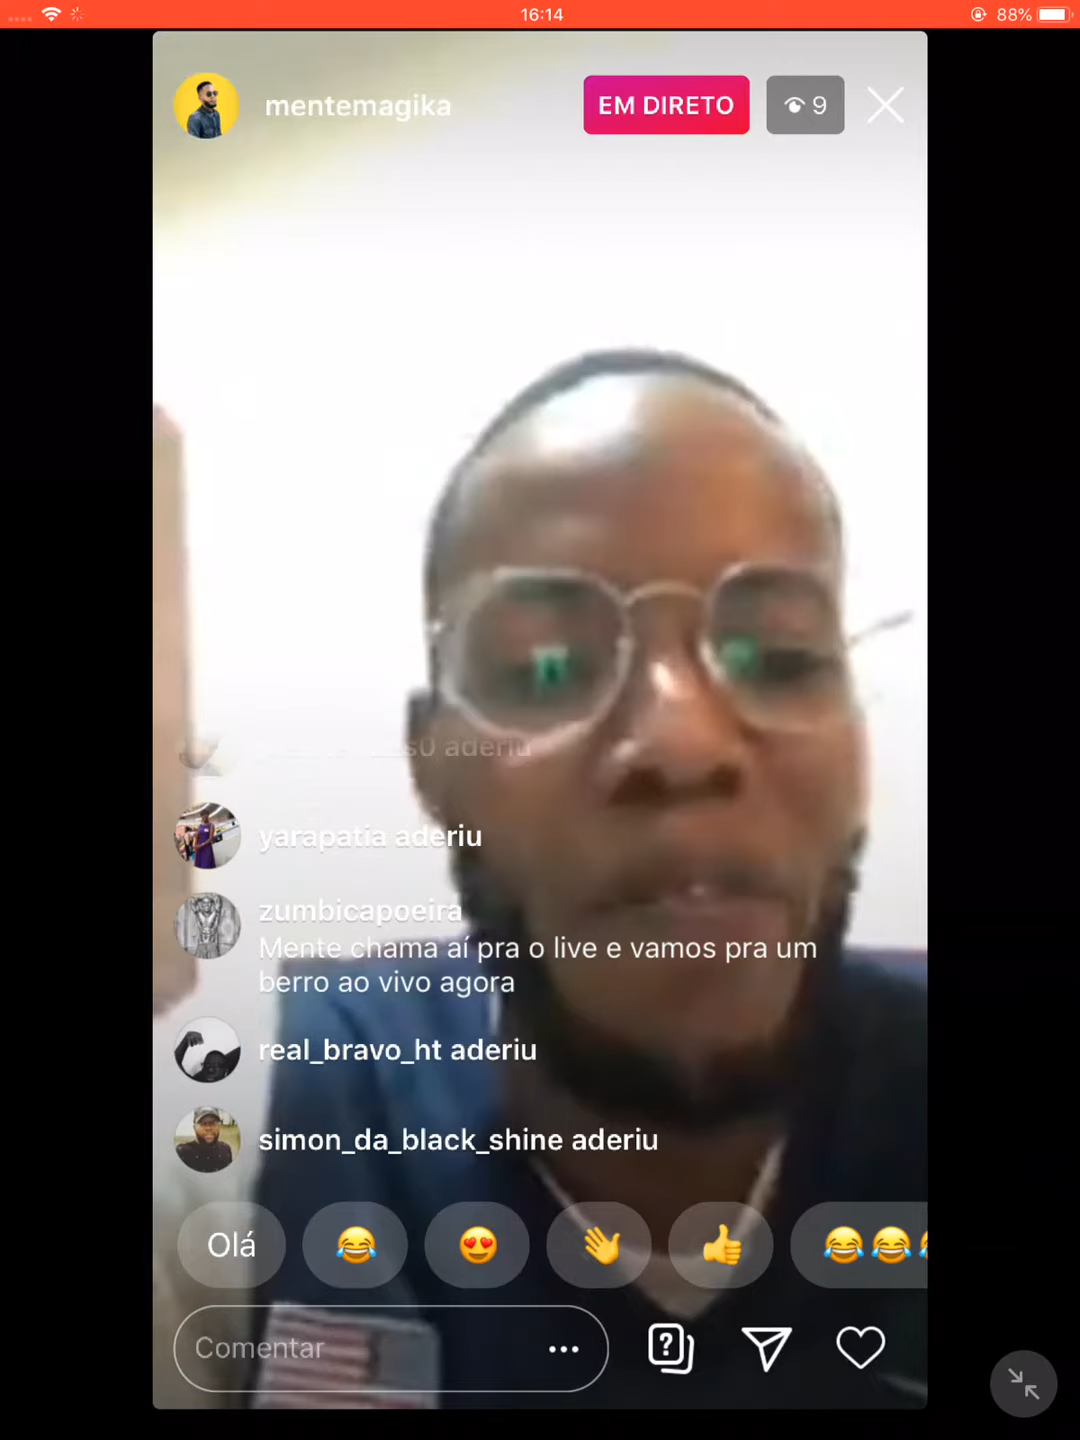 16:14
88%
mentemagika
EM DIRETO
9
aderiu
yarapatia aderiu
zumbicapoeira
Mente chama aí pra o live e vamos pra um
berro ao vivo agora
real_bravo_ht aderiu
simon_da_black_shine aderiu
Olá
Comentar